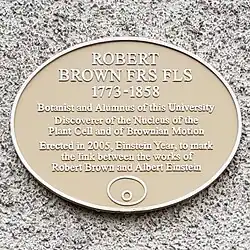 ROBERT
BROWN FRS FLS
1773-1858
Botanist and Alumnus of this University
Discoverer of the Nucleus of the
Plant Cell and of Brownian Motion
Erected in 2005, Einstein Year, to mark
the link between the works of
Robert Brown and Albert Einstein